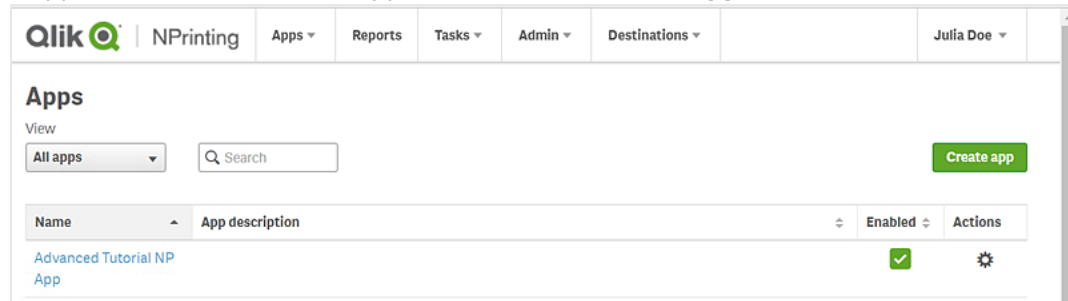 Qlik Q NPrinting Apps Reports Tasks Admin Destinations Julia Doe
Apps
View
All apps Search Create app
Name App description Enabled Actions
Advanced Tutorial NP
App